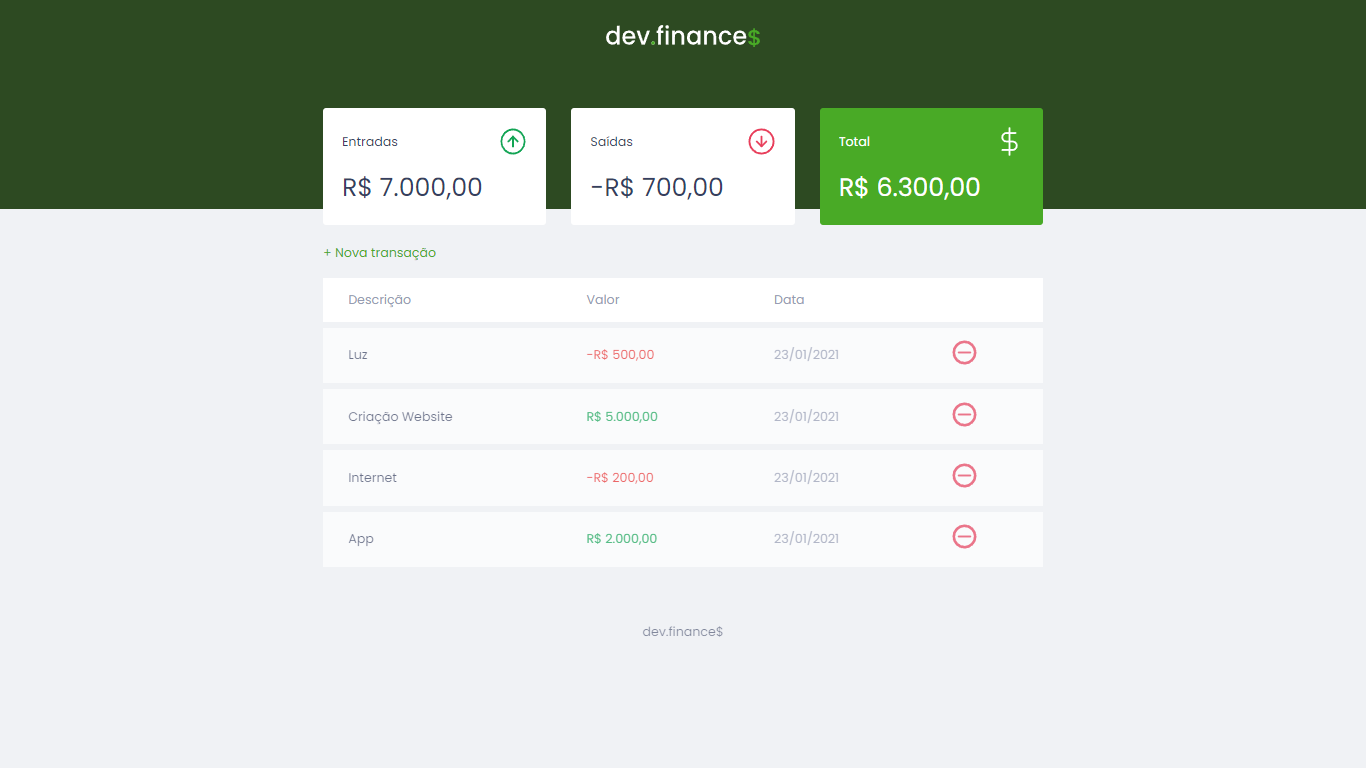 dev.finance$
Entradas
R$ 7.000,00
Saídas
-R$ 700,00
Total
R$ 6.300,00
+ Nova transação
Descrição Valor Data
Luz -R$ 500,00 23/01/2021
Criação Website R$ 5.000,00 23/01/2021
Internet -R$ 200,00 23/01/2021
App R$ 2.000,00 23/01/2021
dev.finance$